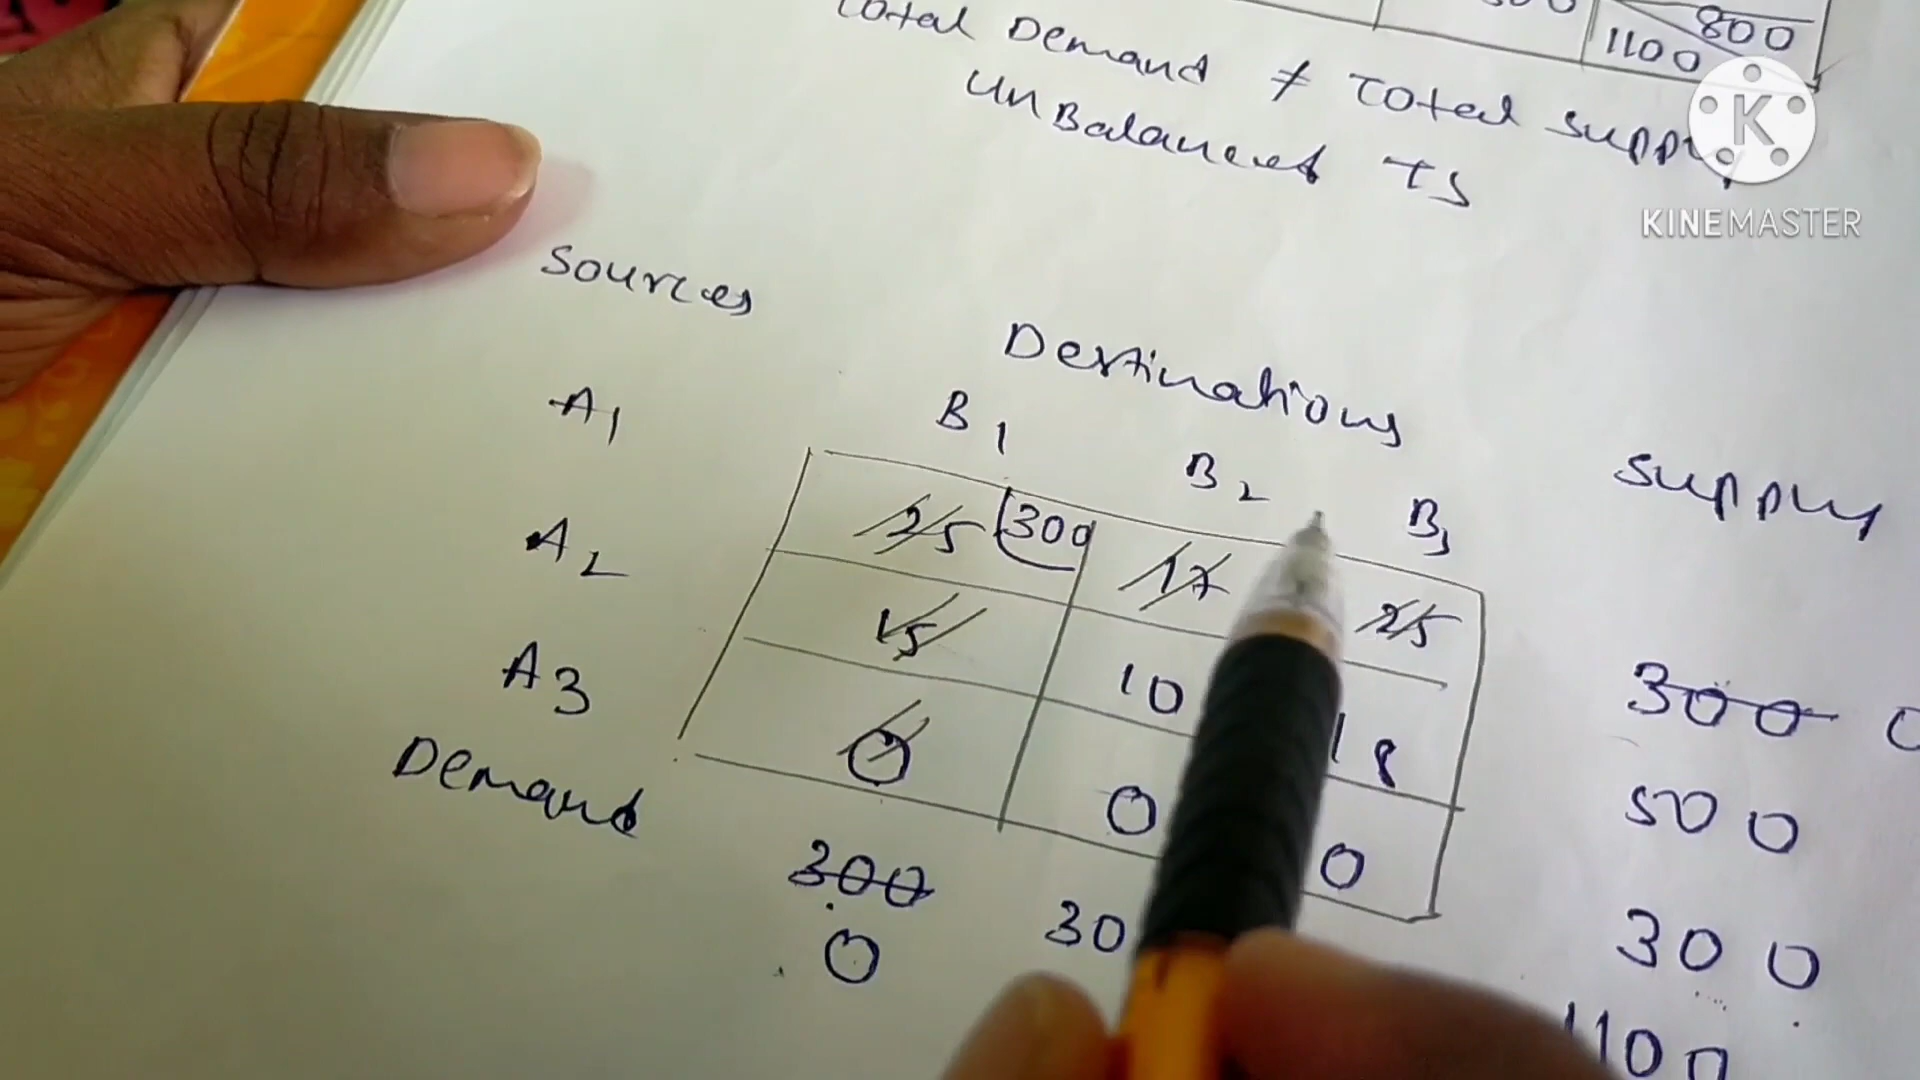 800
1100
Total Demand ≠ Total supply
UnBalanced TS
KINEMASTER
Sources
Destinations
B1 B2 B3 supply
A1 25 300 17 25 300 0
A2 15 10 18 500
A3 0 0 0 300
Demand 300 30
0
1100